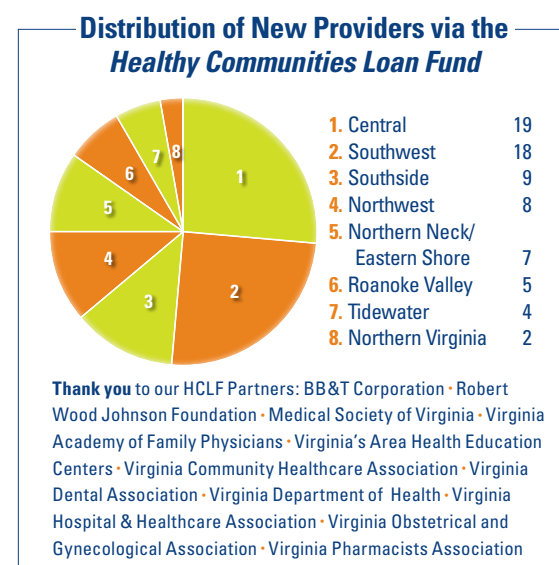 Distribution of New Providers via the
Healthy Communities Loan Fund
1
2
3
4
5
6
7
8
1. Central 19
2. Southwest 18
3. Southside 9
4. Northwest 8
5. Northern Neck/
Eastern Shore 7
6. Roanoke Valley 5
7. Tidewater 4
8. Northern Virginia 2
Thank you to our HCLF Partners: BB&T Corporation · Robert
Wood Johnson Foundation · Medical Society of Virginia · Virginia
Academy of Family Physicians · Virginia's Area Health Education
Centers · Virginia Community Healthcare Association · Virginia
Dental Association · Virginia Department of Health · Virginia
Hospital & Healthcare Association · Virginia Obstetrical and
Gynecological Association · Virginia Pharmacists Association